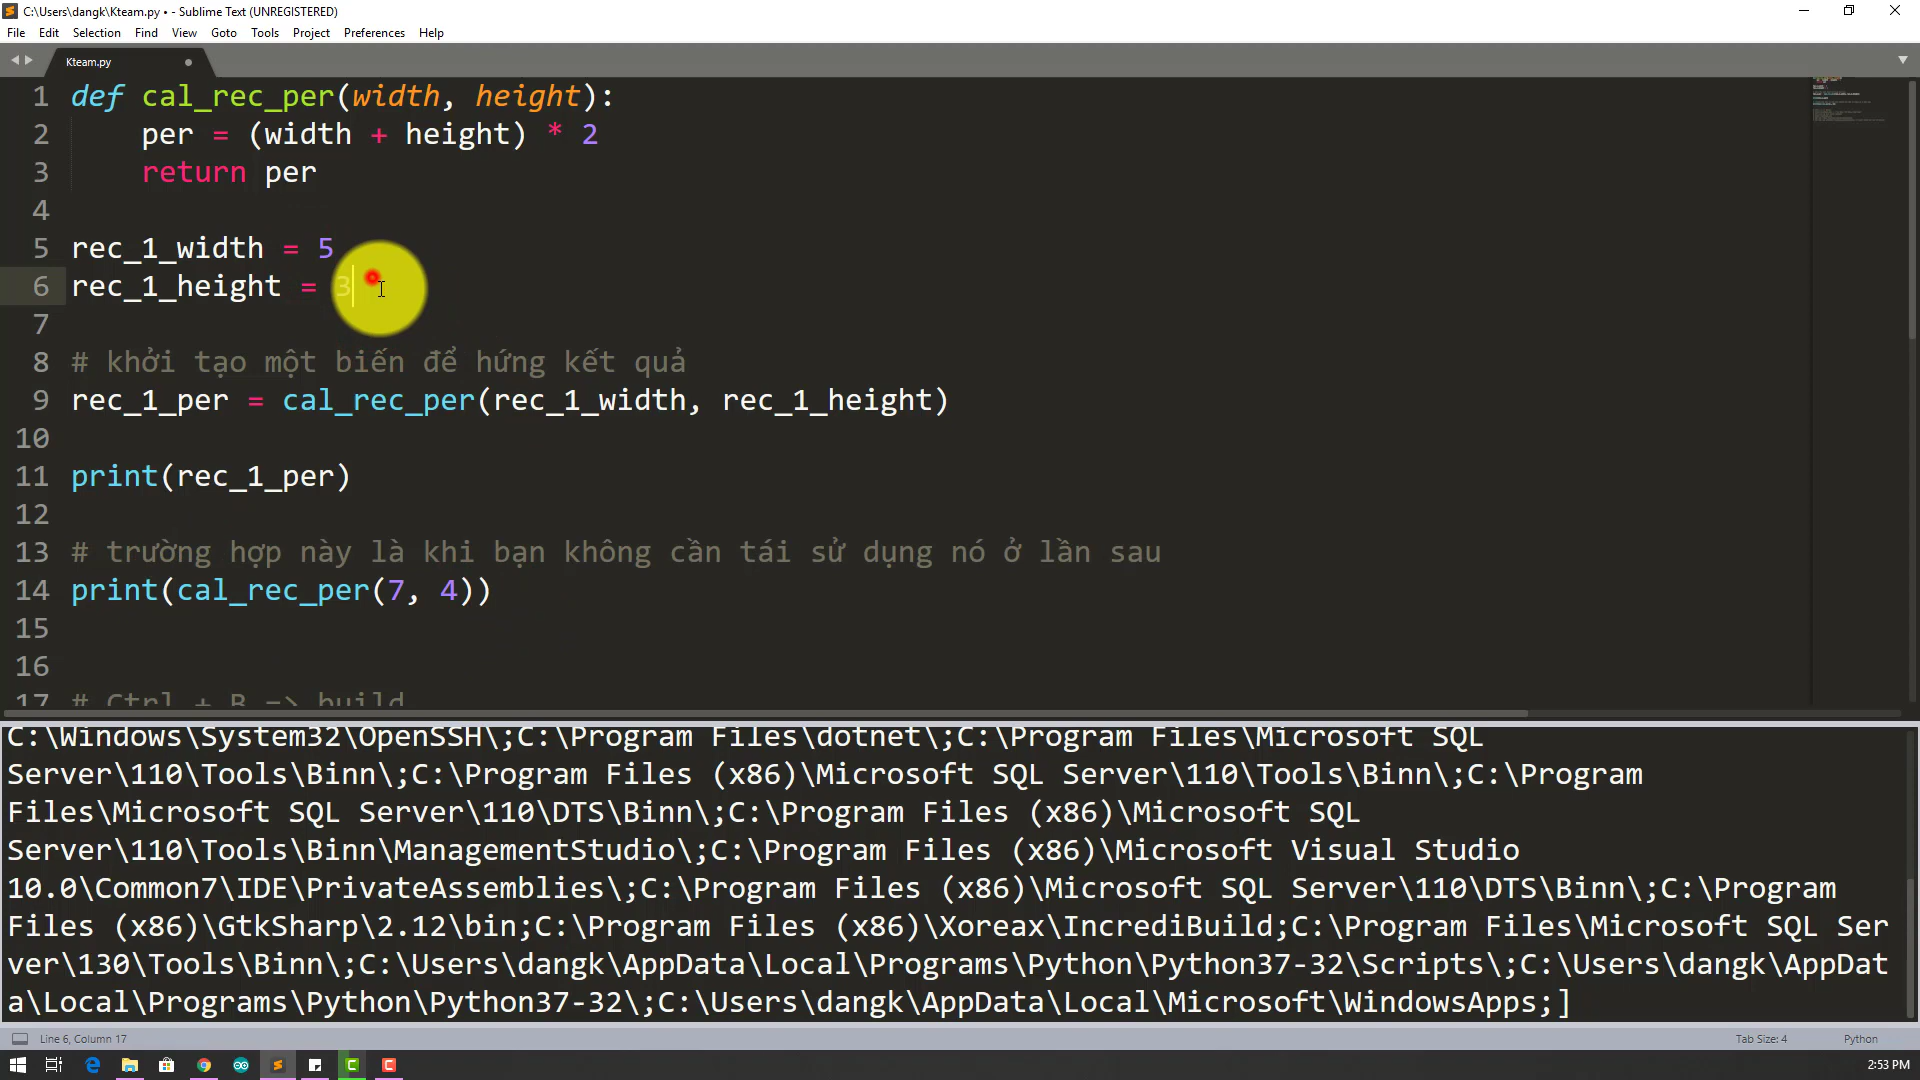 C:\Users\dangk\Kteam.py • - Sublime Text (UNREGISTERED)
File Edit Selection Find View Goto Tools Project Preferences Help
Kteam.py
1 def cal_rec_per(width, height):
2     per = (width + height) * 2
3     return per
4
5 rec_1_width = 5
6 rec_1_height = 3
7
8 # khởi tạo một biến để hứng kết quả
9 rec_1_per = cal_rec_per(rec_1_width, rec_1_height)
10
11 print(rec_1_per)
12
13 # trường hợp này là khi bạn không cần tái sử dụng nó ở lần sau
14 print(cal_rec_per(7, 4))
15
16
17 # Ctrl + B => build
C:\Windows\System32\OpenSSH\;C:\Program Files\dotnet\;C:\Program Files\Microsoft SQL
Server\110\Tools\Binn\;C:\Program Files (x86)\Microsoft SQL Server\110\Tools\Binn\;C:\Program
Files\Microsoft SQL Server\110\DTS\Binn\;C:\Program Files (x86)\Microsoft SQL
Server\110\Tools\Binn\ManagementStudio\;C:\Program Files (x86)\Microsoft Visual Studio
10.0\Common7\IDE\PrivateAssemblies\;C:\Program Files (x86)\Microsoft SQL Server\110\DTS\Binn\;C:\Program
Files (x86)\GtkSharp\2.12\bin;C:\Program Files (x86)\Xoreax\IncrediBuild;C:\Program Files\Microsoft SQL Ser
ver\130\Tools\Binn\;C:\Users\dangk\AppData\Local\Programs\Python\Python37-32\Scripts\;C:\Users\dangk\AppDat
a\Local\Programs\Python\Python37-32\;C:\Users\dangk\AppData\Local\Microsoft\WindowsApps;]
Line 6, Column 17 Tab Size: 4 Python
2:53 PM